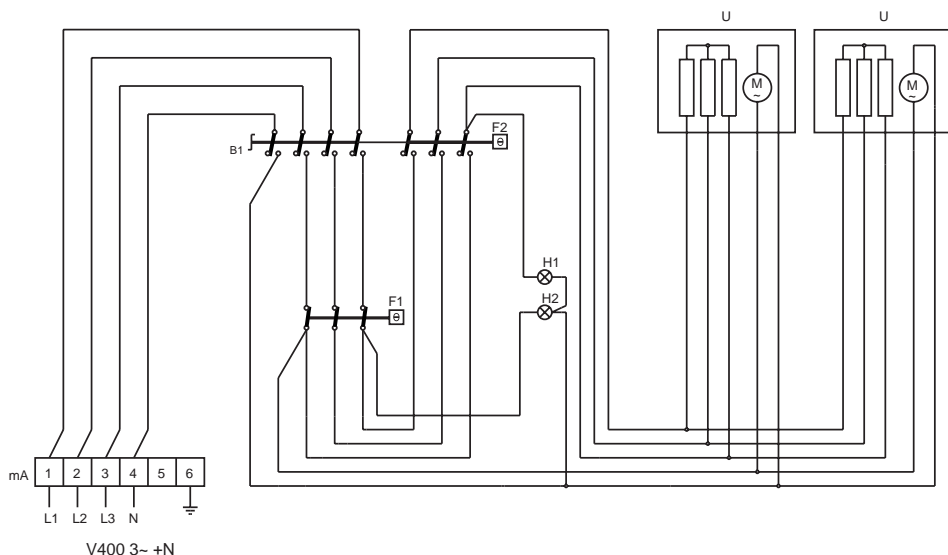 U U
M
~
M
~
F2
θ
B1
H1
H2
F1
θ
mA 1 2 3 4 5 6
L1 L2 L3 N
V400 3~ +N